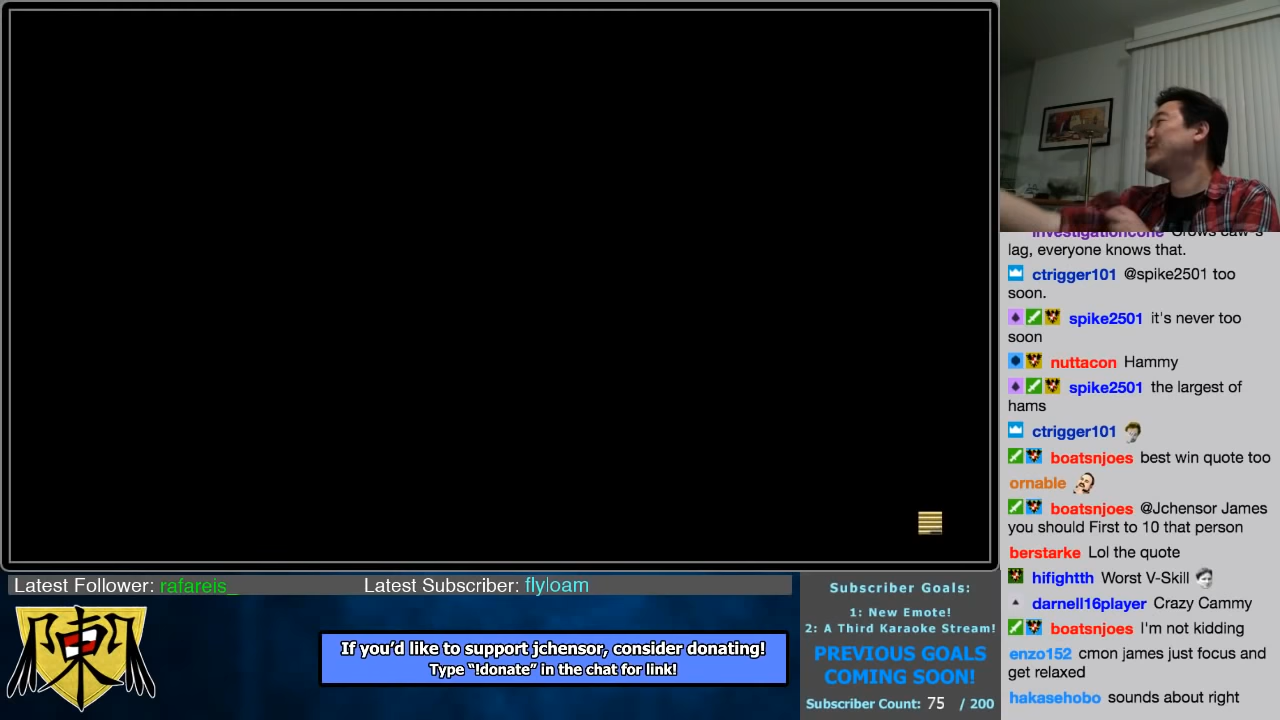 lag, everyone knows that.
ctrigger101 @spike2501 too
soon.
spike2501 it's never too
soon
nuttacon Hammy
spike2501 the largest of
hams
ctrigger101
boatsnjoes best win quote too
ornable
boatsnjoes @Jchensor James
you should First to 10 that person
berstarke Lol the quote
hifightth Worst V-Skill
darnell16player Crazy Cammy
boatsnjoes I'm not kidding
enzo152 cmon james just focus and
get relaxed
hakasehobo sounds about right
Latest Follower: rafareis_
Latest Subscriber: flyloam
If you'd like to support jchensor, consider donating!
Type "!donate" in the chat for link!
Subscriber Goals:
1: New Emote!
2: A Third Karaoke Stream!
PREVIOUS GOALS
COMING SOON!
Subscriber Count: 75 / 200